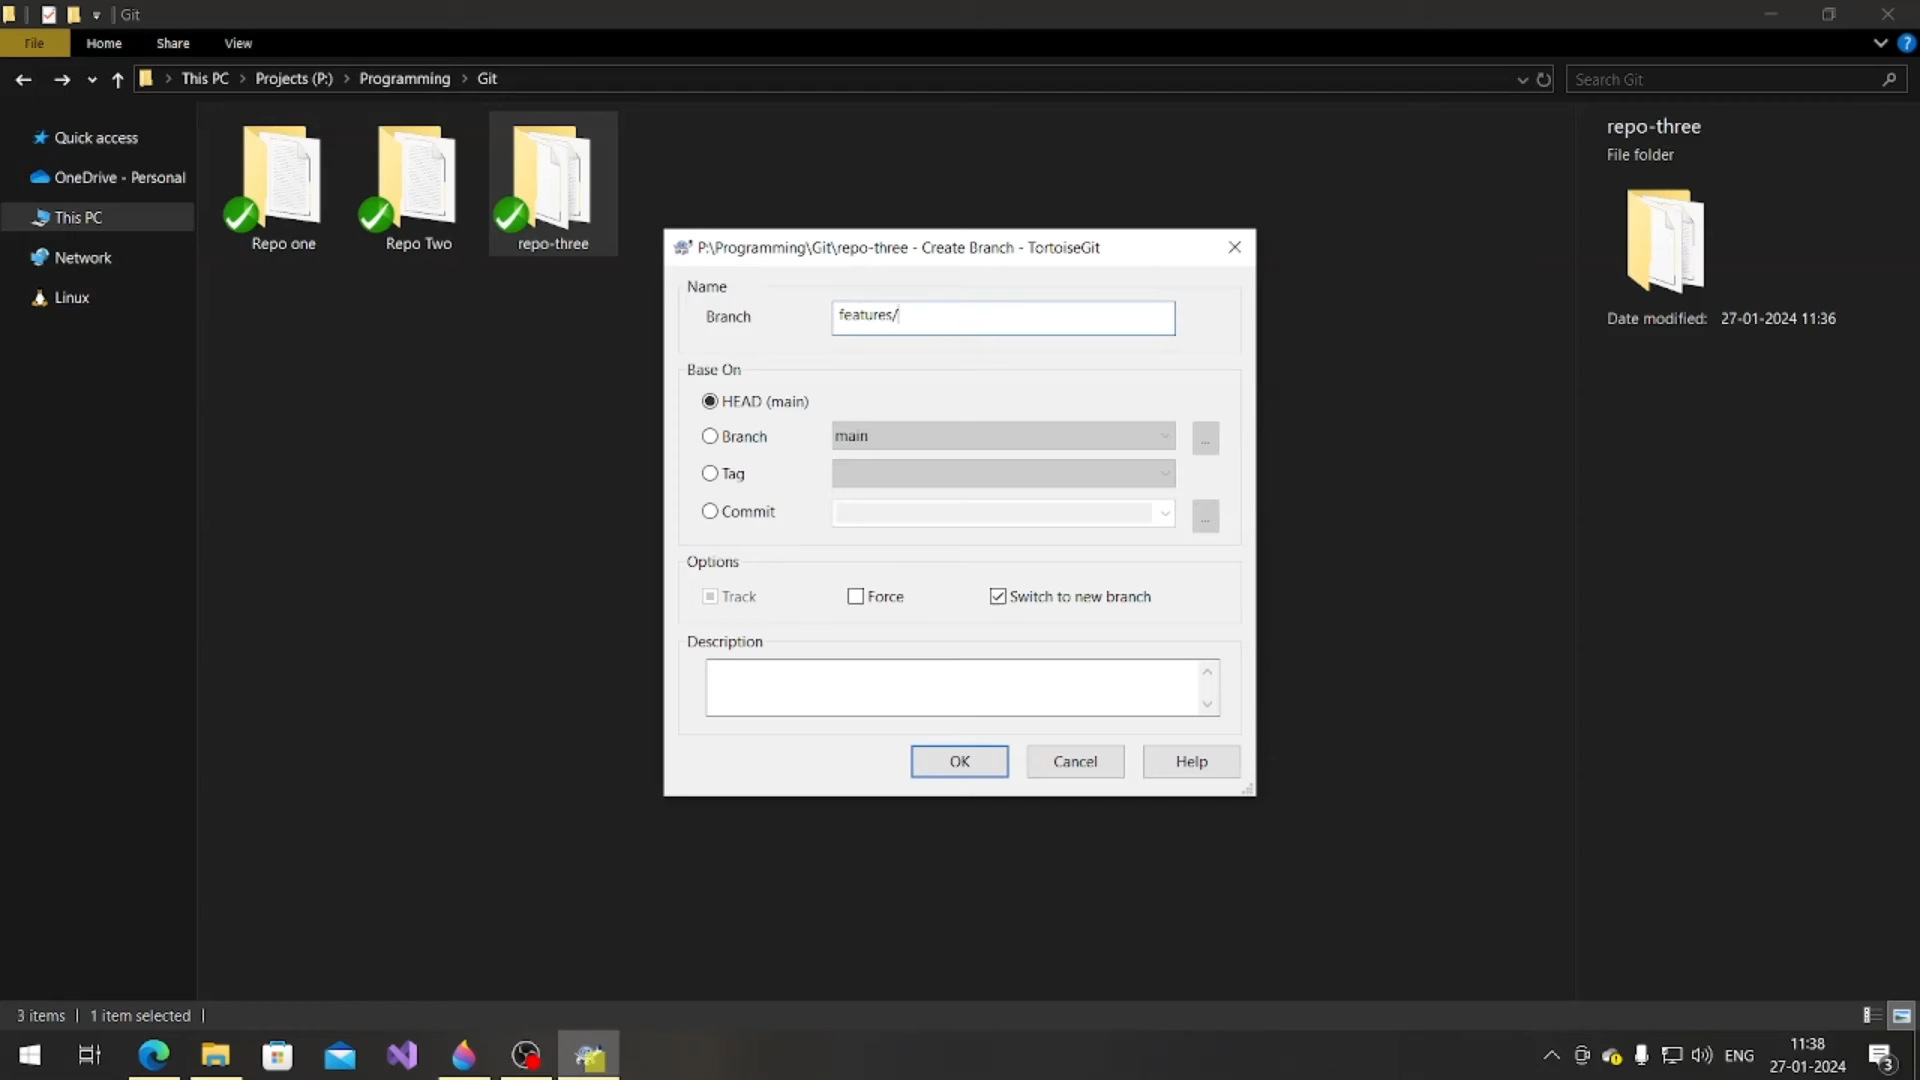 Git
File Home Share View
This PC Projects (P:) Programming Git
Search Git
Quick access
OneDrive - Personal
This PC
Network
Linux
Repo one Repo Two repo-three
repo-three
File folder
Date modified: 27-01-2024 11:36
P:\Programming\Git\repo-three - Create Branch - TortoiseGit
Name
Branch features/
Base On
HEAD (main)
Branch main ...
Tag
Commit ...
Options
Track Force Switch to new branch
Description
OK Cancel Help
3 items 1 item selected
ENG 11:38
27-01-2024
3